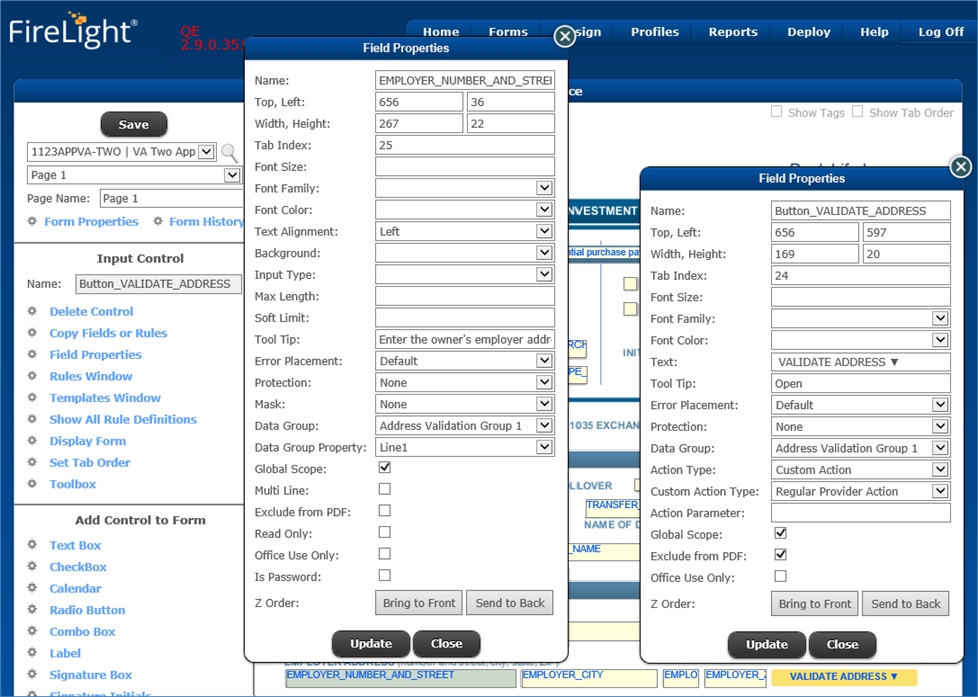 FireLight®
QE
2.9.0.35
Home Forms sign Profiles Reports Deploy Help Log Off
Save
1123APPVA-TWO | VA Two App
Page 1
Page Name: Page 1
Form Properties Form History
Input Control
Name: Button_VALIDATE_ADDRESS
Delete Control
Copy Fields or Rules
Field Properties
Rules Window
Templates Window
Show All Rule Definitions
Display Form
Set Tab Order
Toolbox
Add Control to Form
Text Box
CheckBox
Calendar
Radio Button
Combo Box
Label
Signature Box
Signature Initials
Field Properties
Name: EMPLOYER_NUMBER_AND_STREI
Top, Left: 656 36
Width, Height: 267 22
Tab Index: 25
Font Size:
Font Family:
Font Color:
Text Alignment: Left
Background:
Input Type:
Max Length:
Soft Limit:
Tool Tip: Enter the owner's employer addr
Error Placement: Default
Protection: None
Mask: None
Data Group: Address Validation Group 1
Data Group Property: Line1
Global Scope:
Multi Line:
Exclude from PDF:
Read Only:
Office Use Only:
Is Password:
Z Order: Bring to Front Send to Back
Update Close
ce
Show Tags Show Tab Order
NVESTMENT
ntial purchase pa
RCH
INIT
PE_
1035 EXCHAN
LLOVER
TRANSFER_
NAME OF D
_NAME
Field Properties
Name: Button_VALIDATE_ADDRESS
Top, Left: 656 597
Width, Height: 169 20
Tab Index: 24
Font Size:
Font Family:
Font Color:
Text: VALIDATE ADDRESS ▼
Tool Tip: Open
Error Placement: Default
Protection: None
Data Group: Address Validation Group 1
Action Type: Custom Action
Custom Action Type: Regular Provider Action
Action Parameter:
Global Scope:
Exclude from PDF:
Office Use Only:
Z Order: Bring to Front Send to Back
Update Close
EMPLOYER ADDRESS (number and street, city, state, ZIP)
EMPLOYER_NUMBER_AND_STREET EMPLOYER_CITY EMPLO EMPLOYER_ VALIDATE ADDRESS ▼